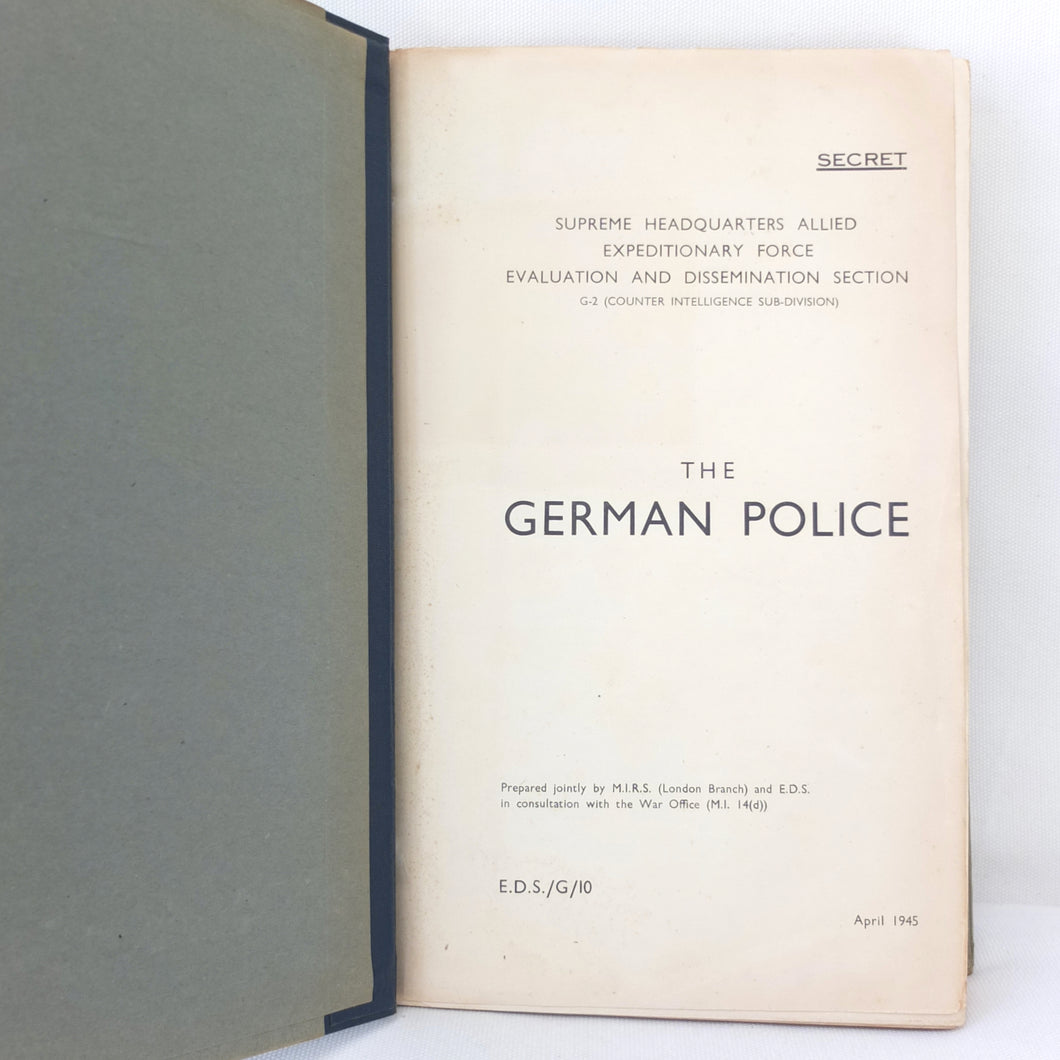 SECRET
SUPREME HEADQUARTERS ALLIED
EXPEDITIONARY FORCE
EVALUATION AND DISSEMINATION SECTION
G-2 (COUNTER INTELLIGENCE SUB-DIVISION)
THE
GERMAN POLICE
Prepared jointly by M.I.R.S. (London Branch) and E.D.S.
in consultation with the War Office (M.I. 14(d))
E.D.S./G/10
April 1945